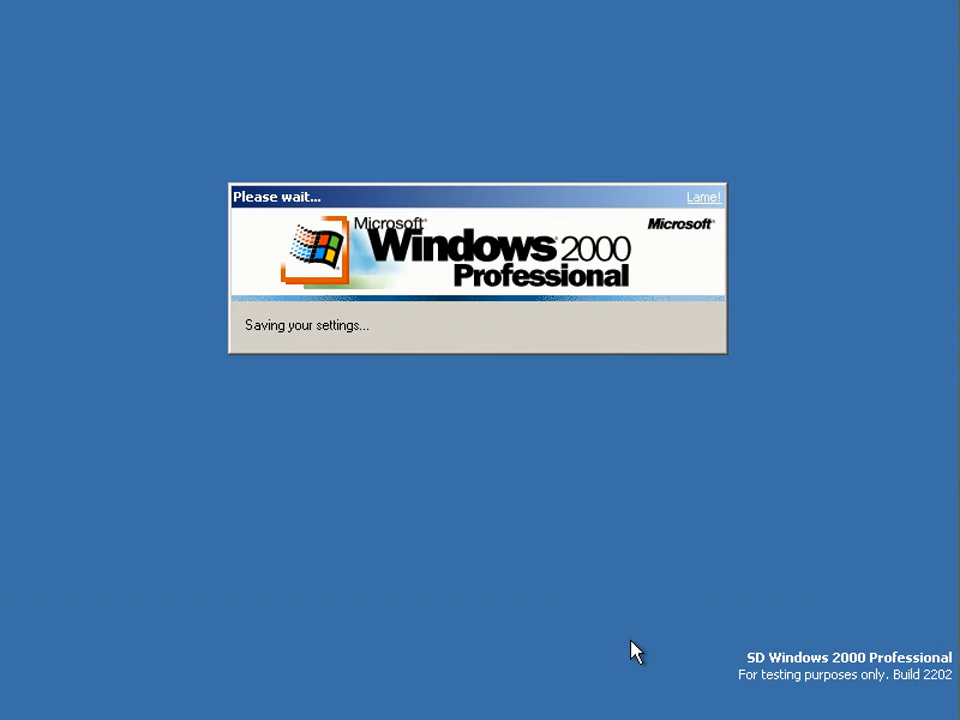 Please wait...
Lame!
Microsoft®
Windows® 2000
Professional
Microsoft®
Saving your settings...
SD Windows 2000 Professional
For testing purposes only. Build 2202